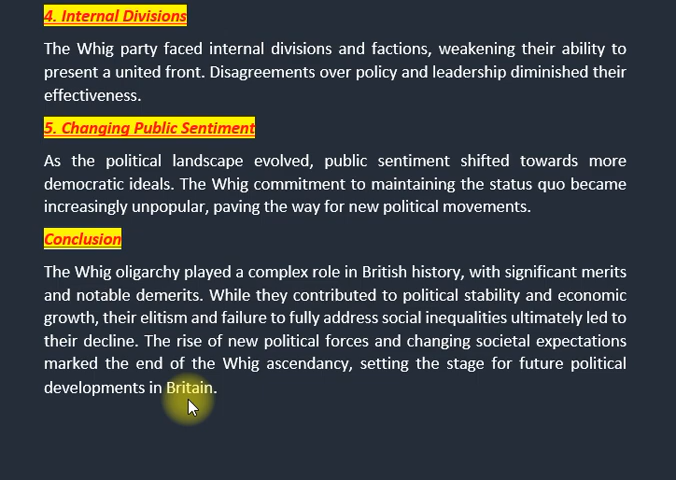 4. Internal Divisions
The Whig party faced internal divisions and factions, weakening their ability to
present a united front. Disagreements over policy and leadership diminished their
effectiveness.
5. Changing Public Sentiment
As the political landscape evolved, public sentiment shifted towards more
democratic ideals. The Whig commitment to maintaining the status quo became
increasingly unpopular, paving the way for new political movements.
Conclusion
The Whig oligarchy played a complex role in British history, with significant merits
and notable demerits. While they contributed to political stability and economic
growth, their elitism and failure to fully address social inequalities ultimately led to
their decline. The rise of new political forces and changing societal expectations
marked the end of the Whig ascendancy, setting the stage for future political
developments in Britain.